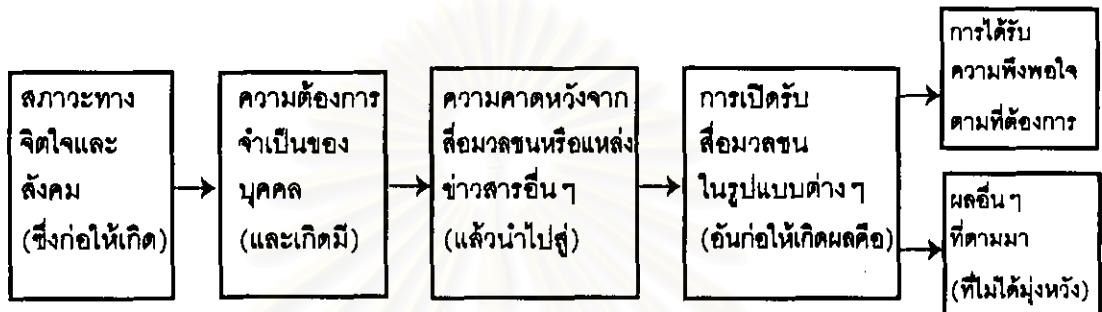 สภาวะทาง
จิตใจและ
สังคม
(ซึ่งก่อให้เกิด)
ความต้องการ
จำเป็นของ
บุคคล
(และเกิดมี)
ความคาดหวังจาก
สื่อมวลชนหรือแหล่ง
ข่าวสารอื่นๆ
(แล้วนำไปสู่)
การเปิดรับ
สื่อมวลชน
ในรูปแบบต่างๆ
(อันก่อให้เกิดผลคือ)
การได้รับ
ความพึงพอใจ
ตามที่ต้องการ
ผลอื่นๆ
ที่ตามมา
(ที่ไม่ได้มุ่งหวัง)